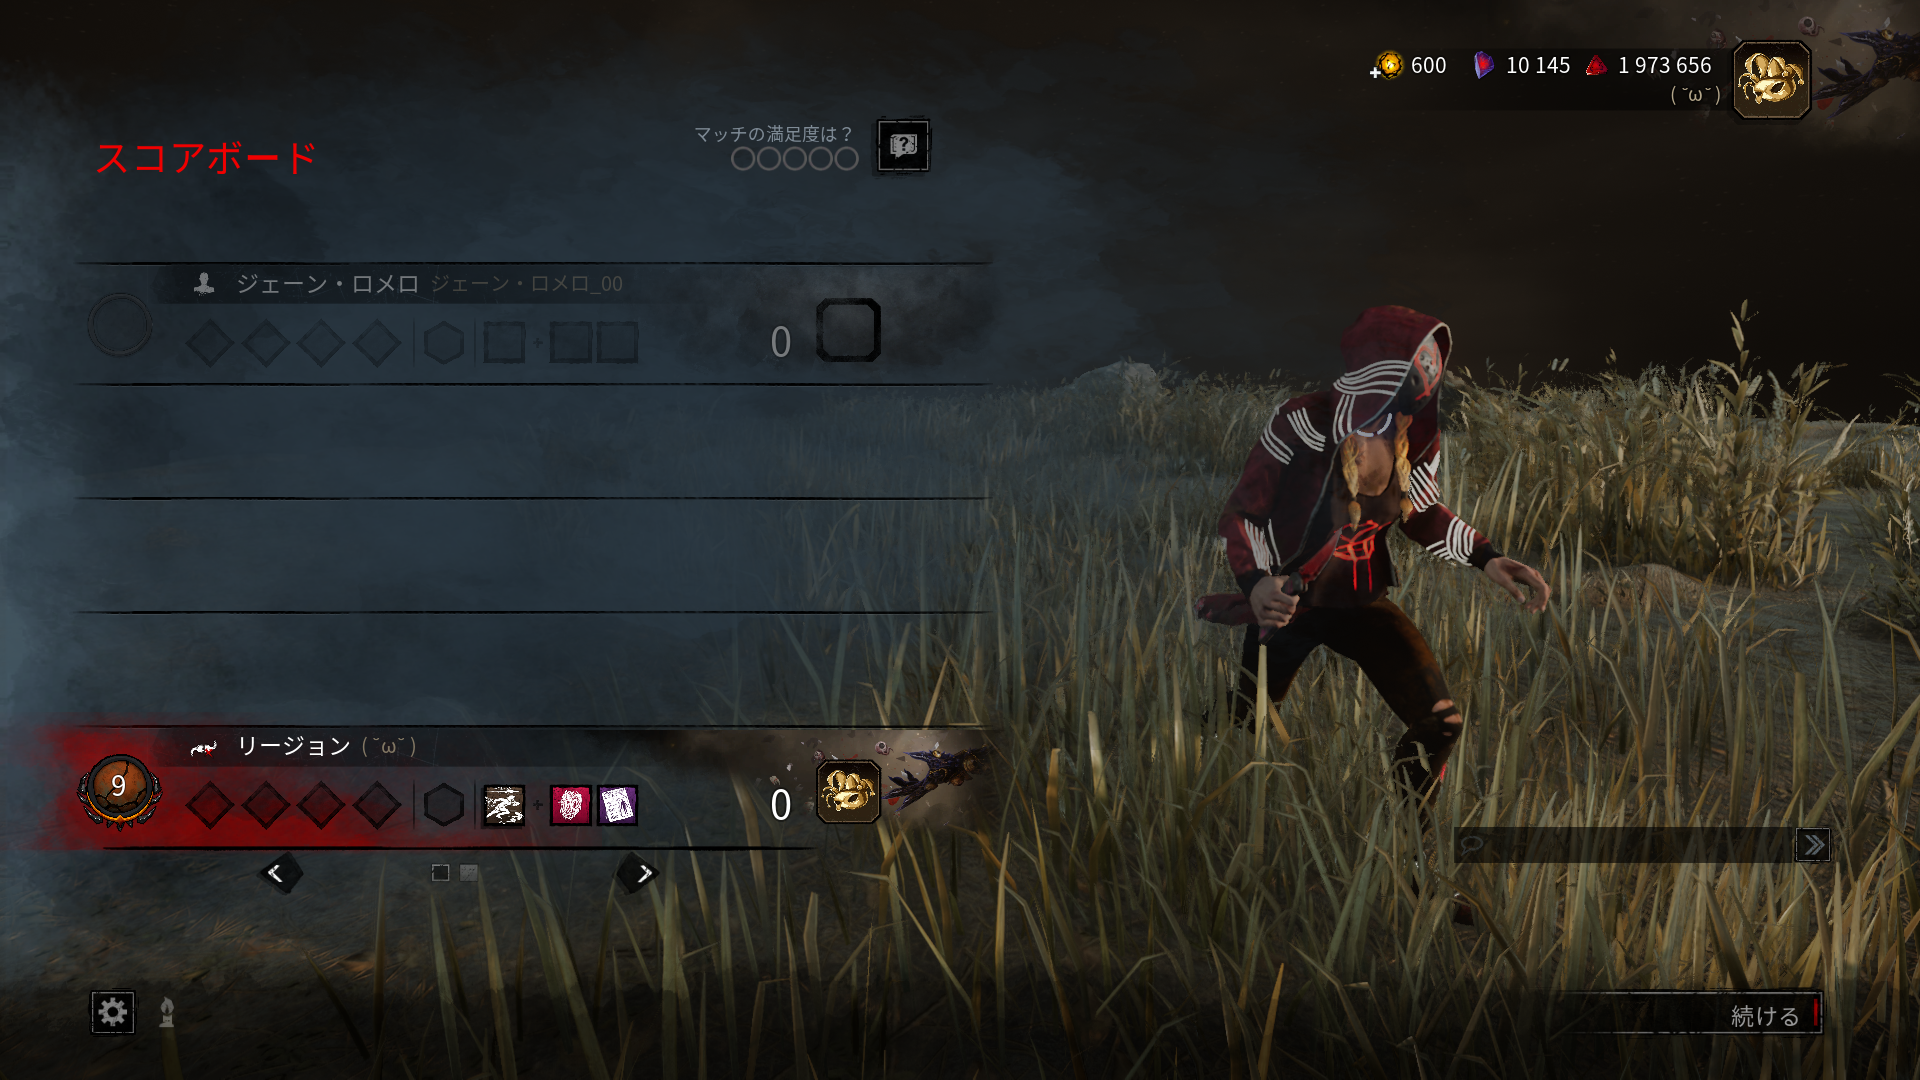 600 10 145 1 973 656
( ˘ω˘ )
スコアボード
マッチの満足度は？
?
ジェーン・ロメロ ジェーン・ロメロ_00
0
リージョン ( ˘ω˘ )
9
0
続ける